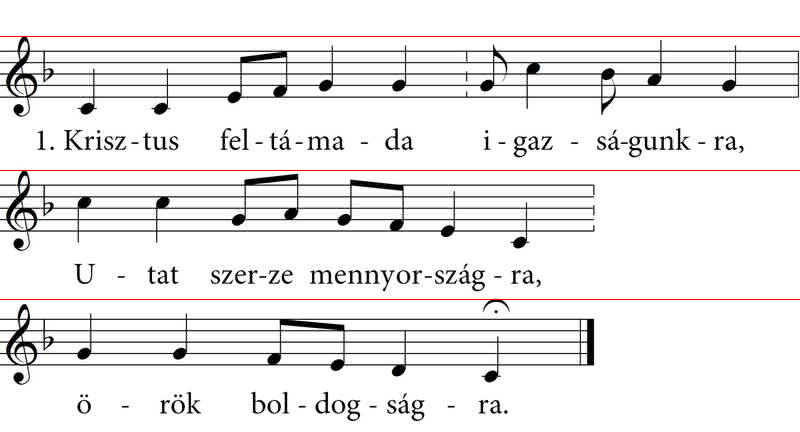 1. Krisz-tus fel-tá-ma - da i-gaz - sá-gunk-ra,
U - tat szer-ze mennyor-szág - ra,
ö - rök bol-dog-ság - ra.